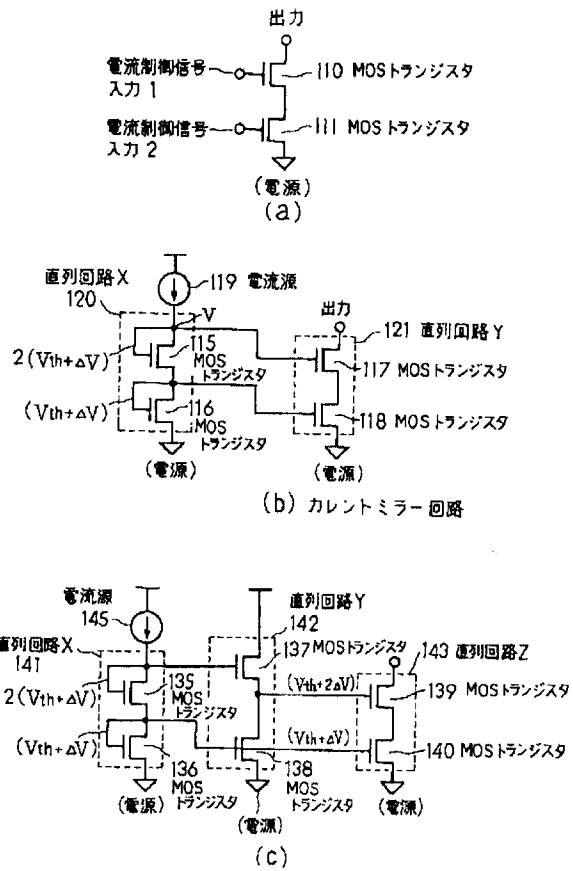 出力
電流制御信号
入力 1
110 MOSトランジスタ
電流制御信号
入力 2
111 MOSトランジスタ
(電源)
(a)
直列回路X
120
119 電流源
V
出力
121 直列回路Y
2(Vth+ΔV)
115
MOS
トランジスタ
117 MOSトランジスタ
(Vth+ΔV)
116
MOS
トランジスタ
118 MOSトランジスタ
(電源)
(電源)
(b) カレントミラー回路
電流源
145
直列回路Y
142
直列回路X
141
137 MOSトランジスタ
143 直列回路Z
2(Vth+ΔV)
135
MOS
トランジスタ
(Vth+2ΔV)
139 MOSトランジスタ
(Vth+ΔV)
(Vth+ΔV)
136
MOS
トランジスタ
138
MOS
トランジスタ
140 MOSトランジスタ
(電源)
(電源)
(電源)
(c)